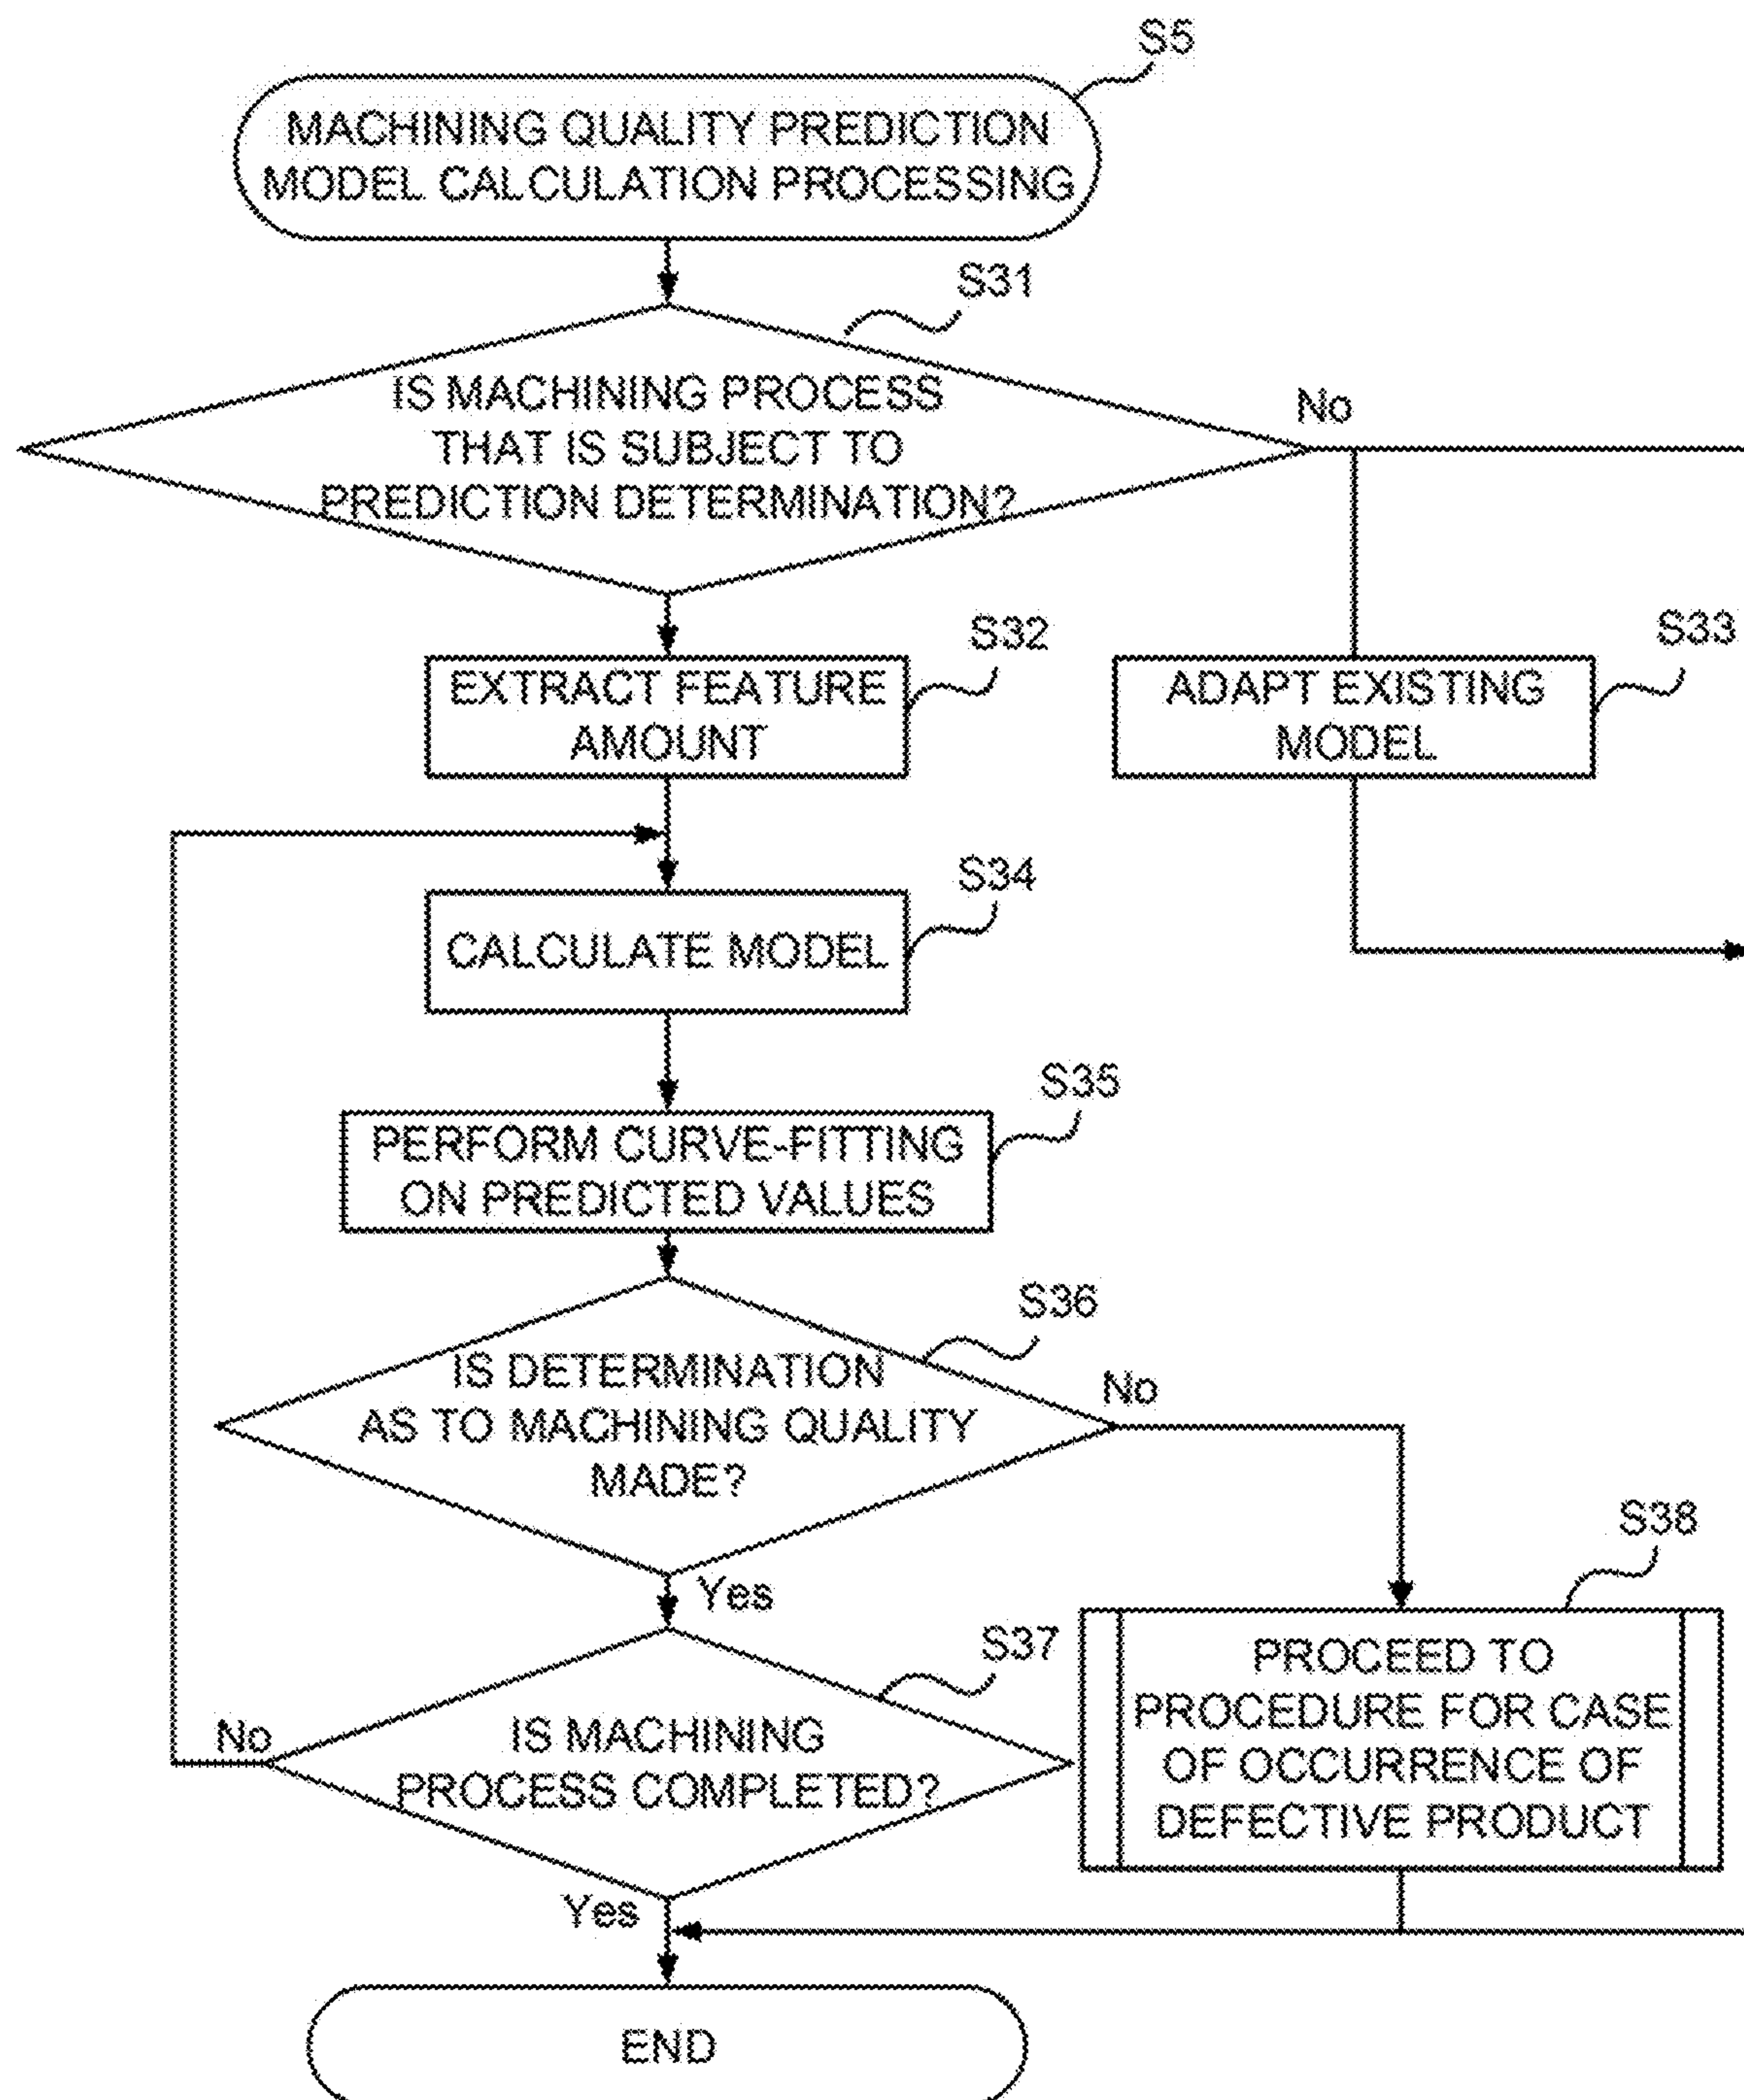 S5
MACHINING QUALITY PREDICTION
MODEL CALCULATION PROCESSING
S31
IS MACHINING PROCESS
THAT IS SUBJECT TO
PREDICTION DETERMINATION?
No
S32
EXTRACT FEATURE
AMOUNT
S33
ADAPT EXISTING
MODEL
S34
CALCULATE MODEL
S35
PERFORM CURVE-FITTING
ON PREDICTED VALUES
S36
IS DETERMINATION
AS TO MACHINING QUALITY
MADE?
No
Yes
S37
IS MACHINING
PROCESS COMPLETED?
No
Yes
S38
PROCEED TO
PROCEDURE FOR CASE
OF OCCURRENCE OF
DEFECTIVE PRODUCT
END